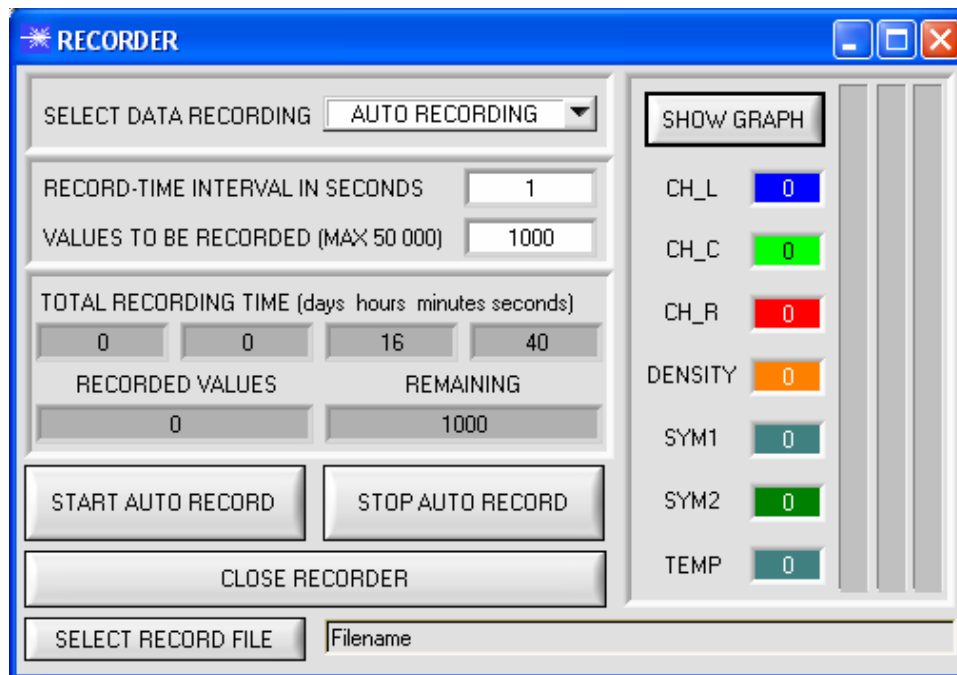 RECORDER
SELECT DATA RECORDING AUTO RECORDING
RECORD-TIME INTERVAL IN SECONDS 1
VALUES TO BE RECORDED (MAX 50 000) 1000
TOTAL RECORDING TIME (days hours minutes seconds)
0 0 16 40
RECORDED VALUES REMAINING
0 1000
START AUTO RECORD STOP AUTO RECORD
CLOSE RECORDER
SELECT RECORD FILE Filename
SHOW GRAPH
CH_L 0
CH_C 0
CH_R 0
DENSITY 0
SYM1 0
SYM2 0
TEMP 0